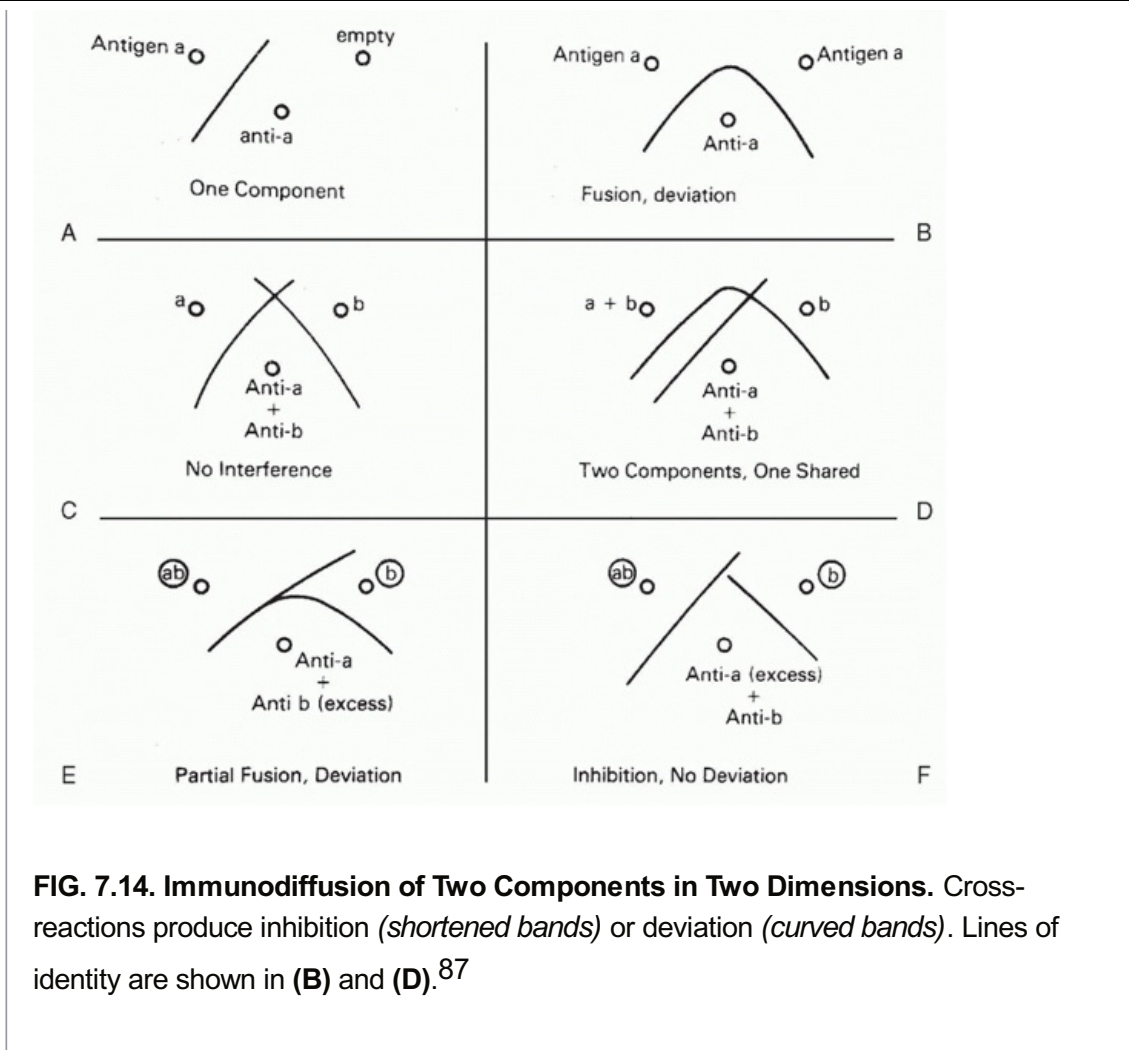 Antigen a
empty
anti-a
One Component
A
Antigen a
Antigen a
Anti-a
Fusion, deviation
B
a
b
Anti-a
+
Anti-b
No Interference
C
a + b
b
Anti-a
+
Anti-b
Two Components, One Shared
D
ab
b
Anti-a
+
Anti b (excess)
E
Partial Fusion, Deviation
ab
b
Anti-a (excess)
+
Anti-b
Inhibition, No Deviation
F
FIG. 7.14. Immunodiffusion of Two Components in Two Dimensions. Cross-
reactions produce inhibition (shortened bands) or deviation (curved bands). Lines of
identity are shown in (B) and (D).87